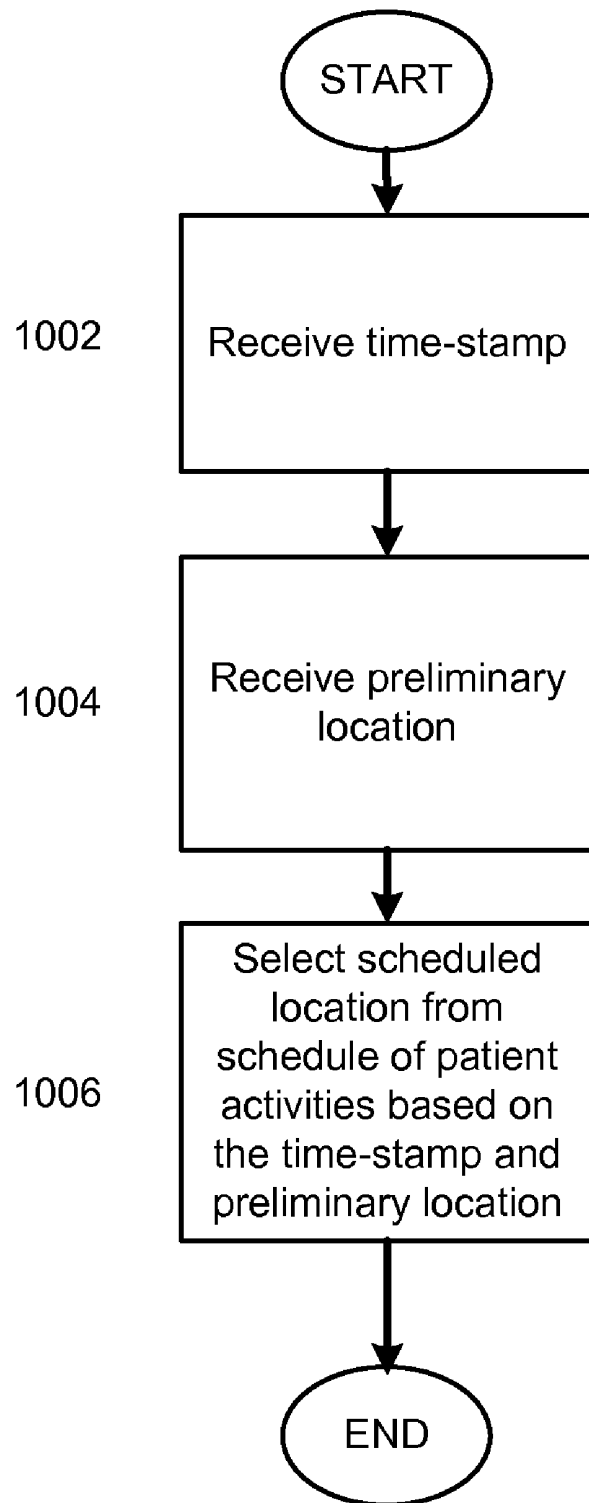 START
1002
Receive time-stamp
1004
Receive preliminary
location
1006
Select scheduled
location from
schedule of patient
activities based on
the time-stamp and
preliminary location
END